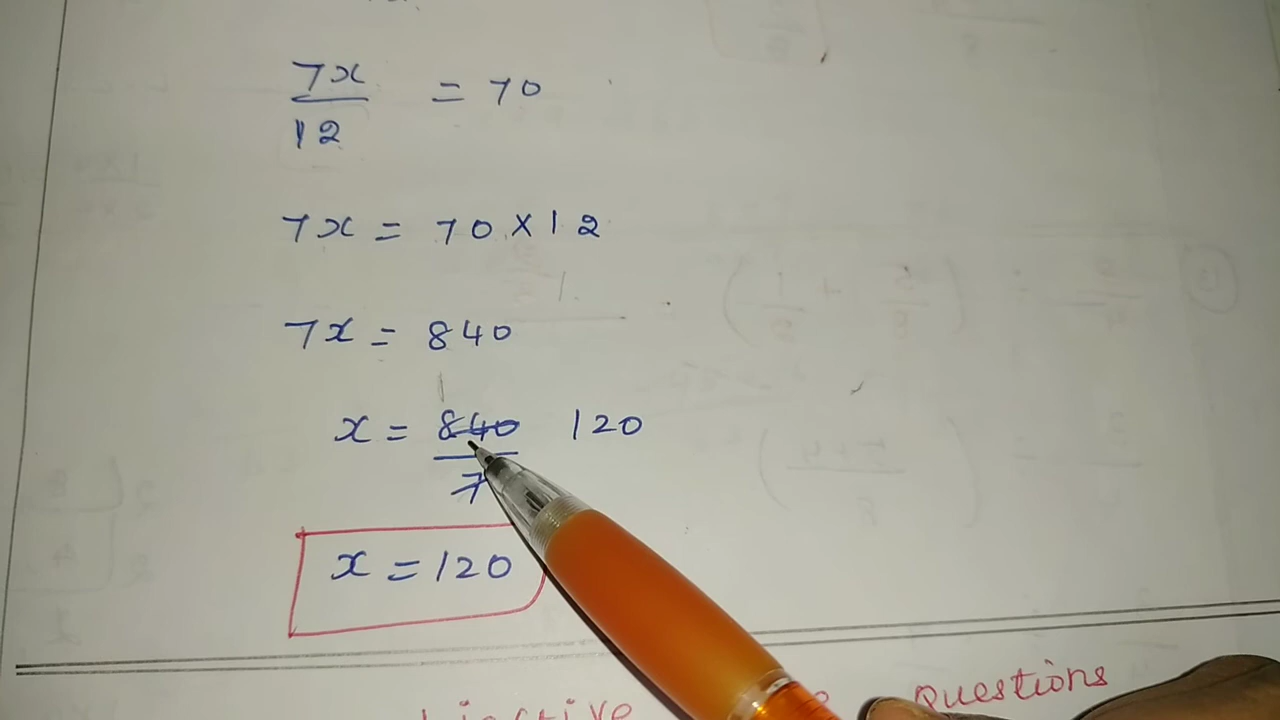 7x
12
= 70
7x = 70 X 12
7x = 840
x = 840 120
7
x = 120
Questions